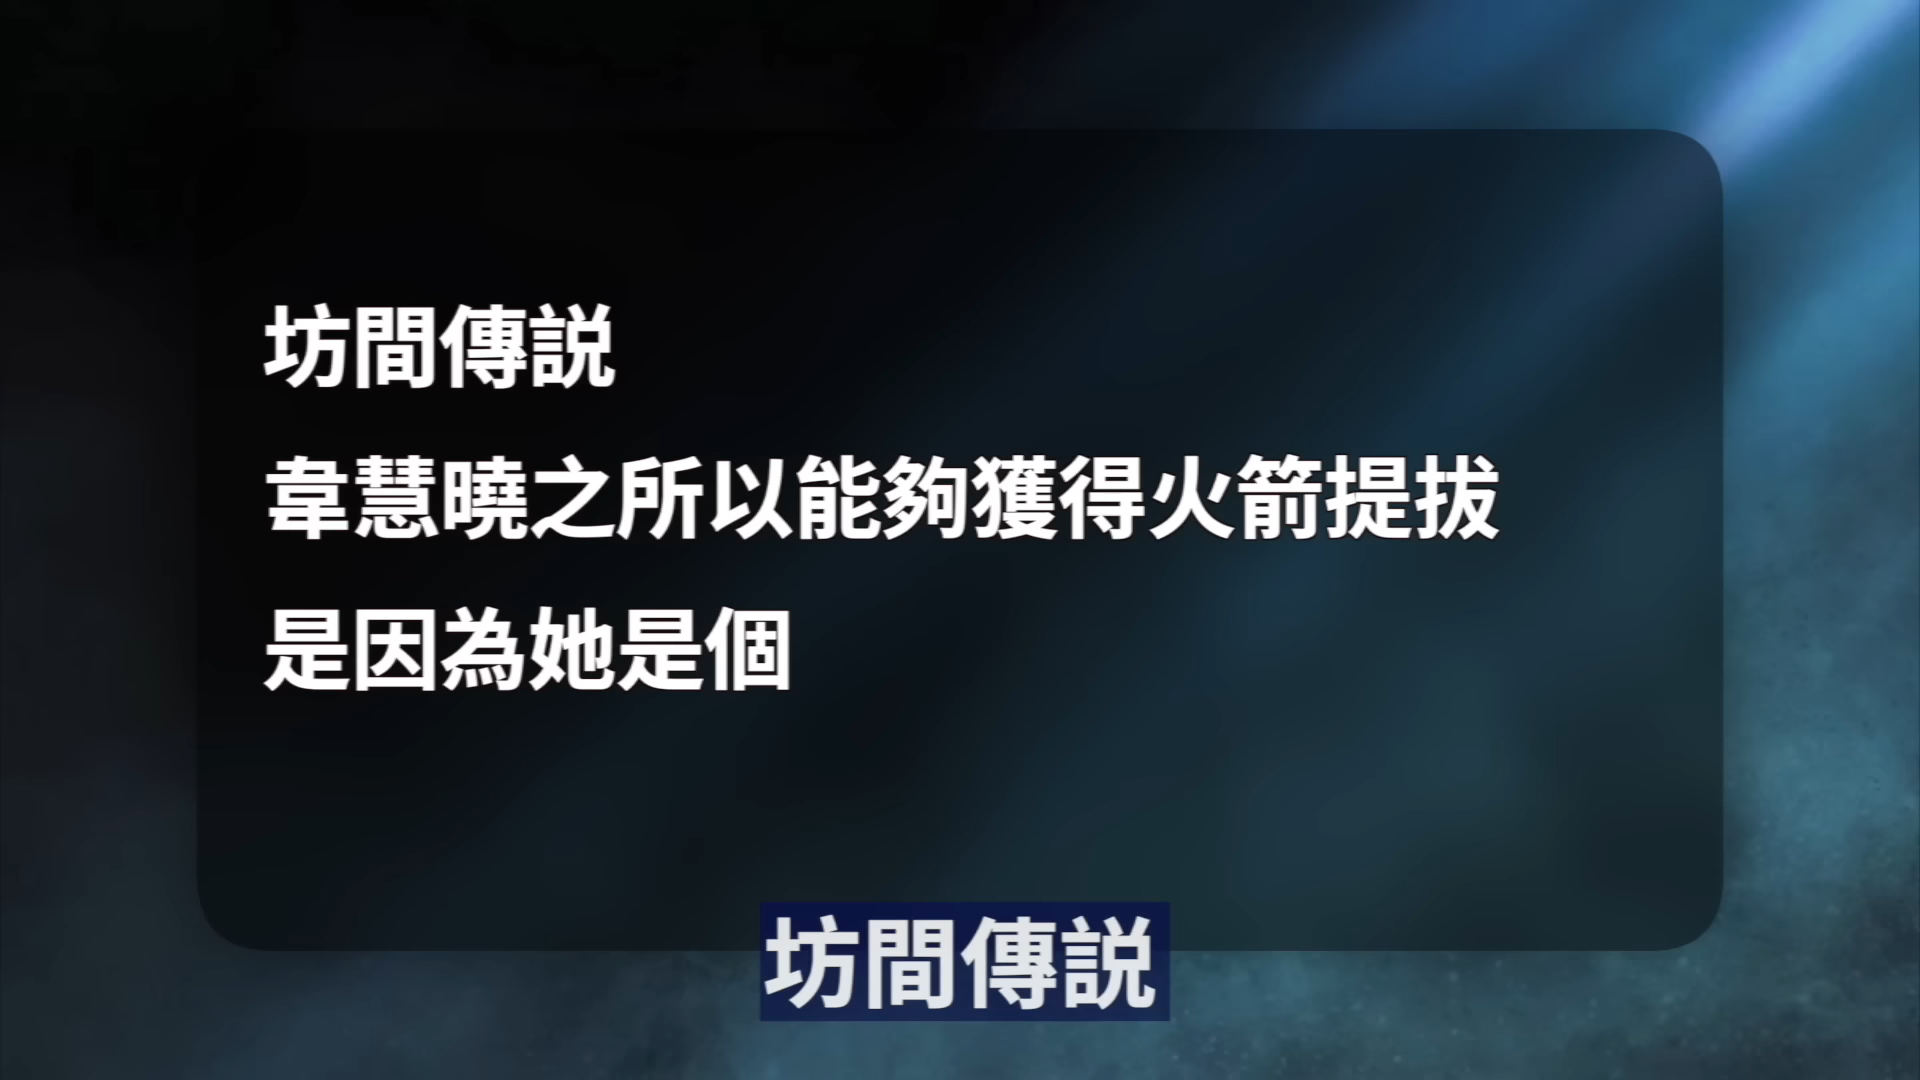 坊間傳説
韋慧曉之所以能夠獲得火箭提拔
是因為她是個
坊間傳説